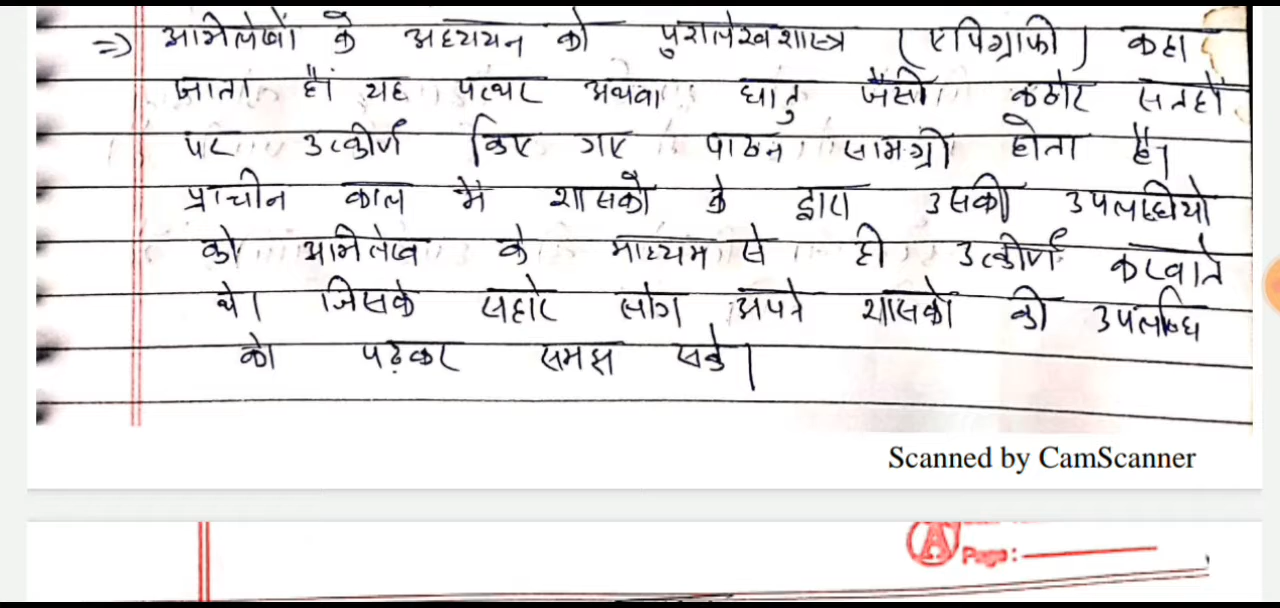 => अभिलेखों के अध्ययन को पुरालेखशास्त्र (एपिग्राफी) कहा
जाता है। यह पत्थर अथवा धातु जैसी कठोर सतहों
पर उत्कीर्ण किए गए पाठन सामग्री होता है।
प्राचीन काल में शासकों के द्वारा उसकी उपलब्धियो
को अभिलेख के माध्यम से ही उत्कीर्ण करवाते
थे। जिसके सहारे लोग अपने शासकों की उपलब्धि
को पढ़कर समझ सके।
Scanned by CamScanner
A
Page: